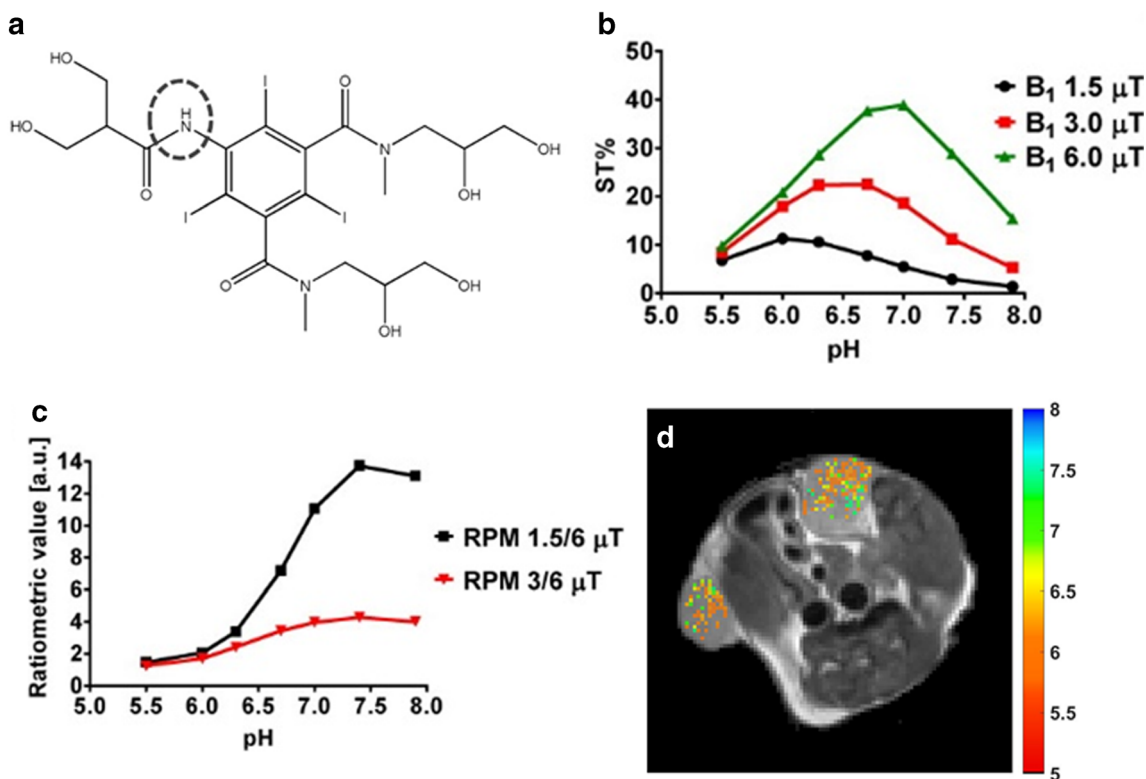 a
HO
HO
H
N
O
I
I
I
O
N
OH
OH
O
N
OH
OH
b
50
40
30
20
10
0
ST%
5.0 5.5 6.0 6.5 7.0 7.5 8.0
pH
B₁ 1.5 µT
B₁ 3.0 µT
B₁ 6.0 µT
c
Ratiometric value [a.u.]
14
12
10
8
6
4
2
0
5.0 5.5 6.0 6.5 7.0 7.5 8.0
pH
RPM 1.5/6 µT
RPM 3/6 µT
d
8
7.5
7
6.5
6
5.5
5